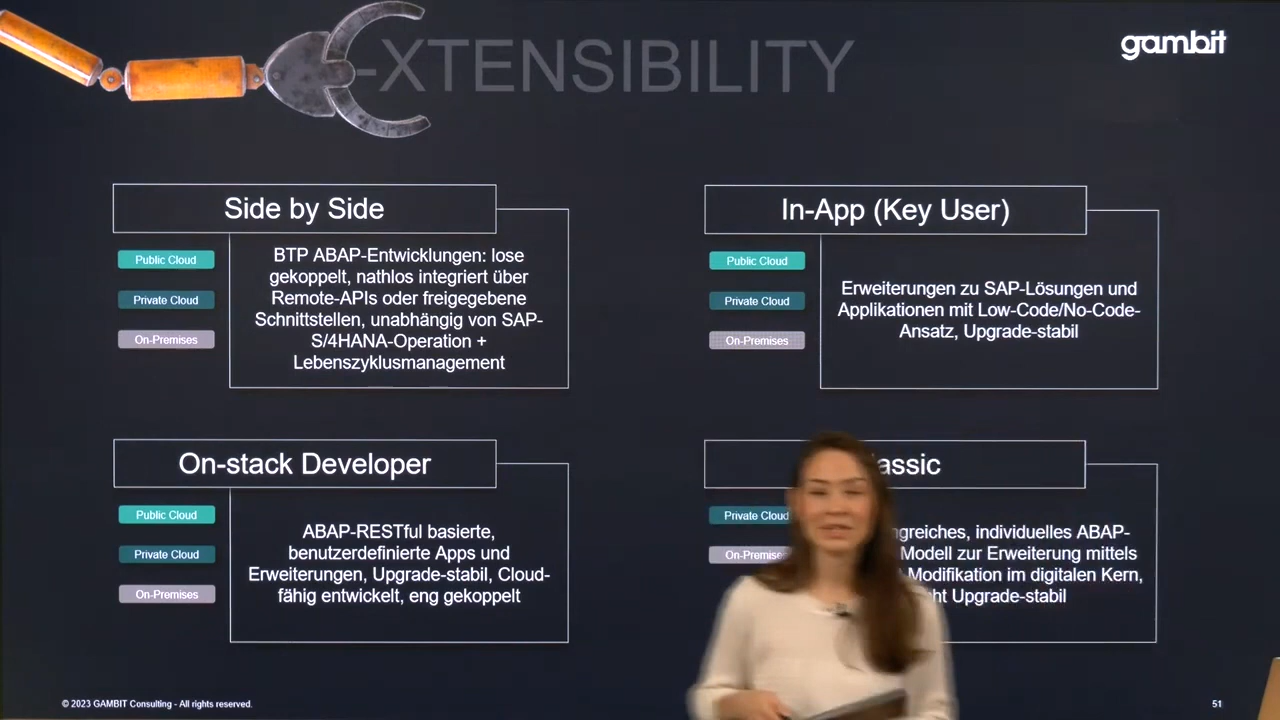 -XTENSIBILITY
gambit
Side by Side
Public Cloud
Private Cloud
On-Premises
BTP ABAP-Entwicklungen: lose
gekoppelt, nathlos integriert über
Remote-APIs oder freigegebene
Schnittstellen, unabhängig von SAP-
S/4HANA-Operation +
Lebenszyklusmanagement
In-App (Key User)
Public Cloud
Private Cloud
On-Premises
Erweiterungen zu SAP-Lösungen und
Applikationen mit Low-Code/No-Code-
Ansatz, Upgrade-stabil
On-stack Developer
Public Cloud
Private Cloud
On-Premises
ABAP-RESTful basierte,
benutzerdefinierte Apps und
Erweiterungen, Upgrade-stabil, Cloud-
fähig entwickelt, eng gekoppelt
Private Cloud
On-Premises
individuelles ABAP-
Modell zur Erweiterung mittels
Modifikation im digitalen Kern,
Upgrade-stabil
© 2023 GAMBIT Consulting - All rights reserved.
51